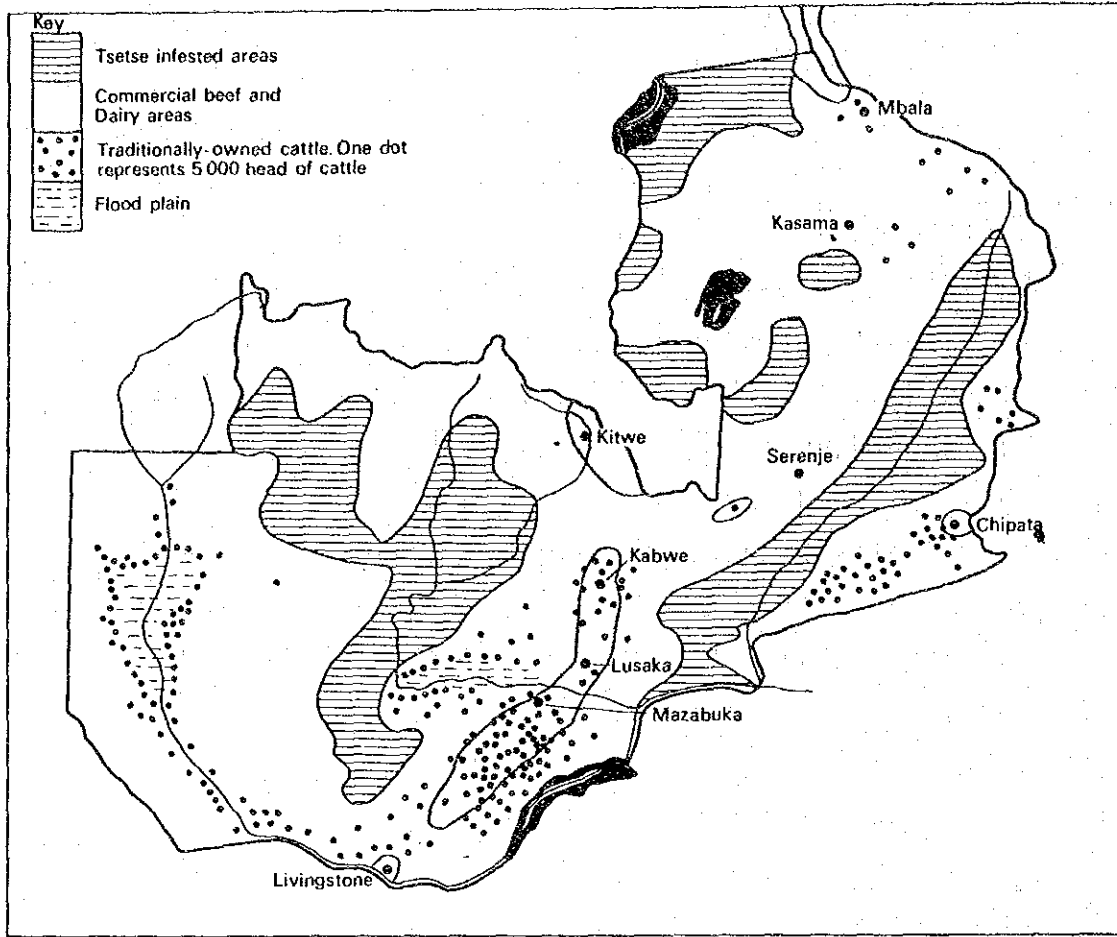 Key
Tsetse infested areas
Commercial beef and
Dairy areas
Traditionally-owned cattle. One dot
represents 5 000 head of cattle
Flood plain
Mbala
Kasama
Kitwe
Serenje
Chipata
Kabwe
Lusaka
Mazabuka
Livingstone